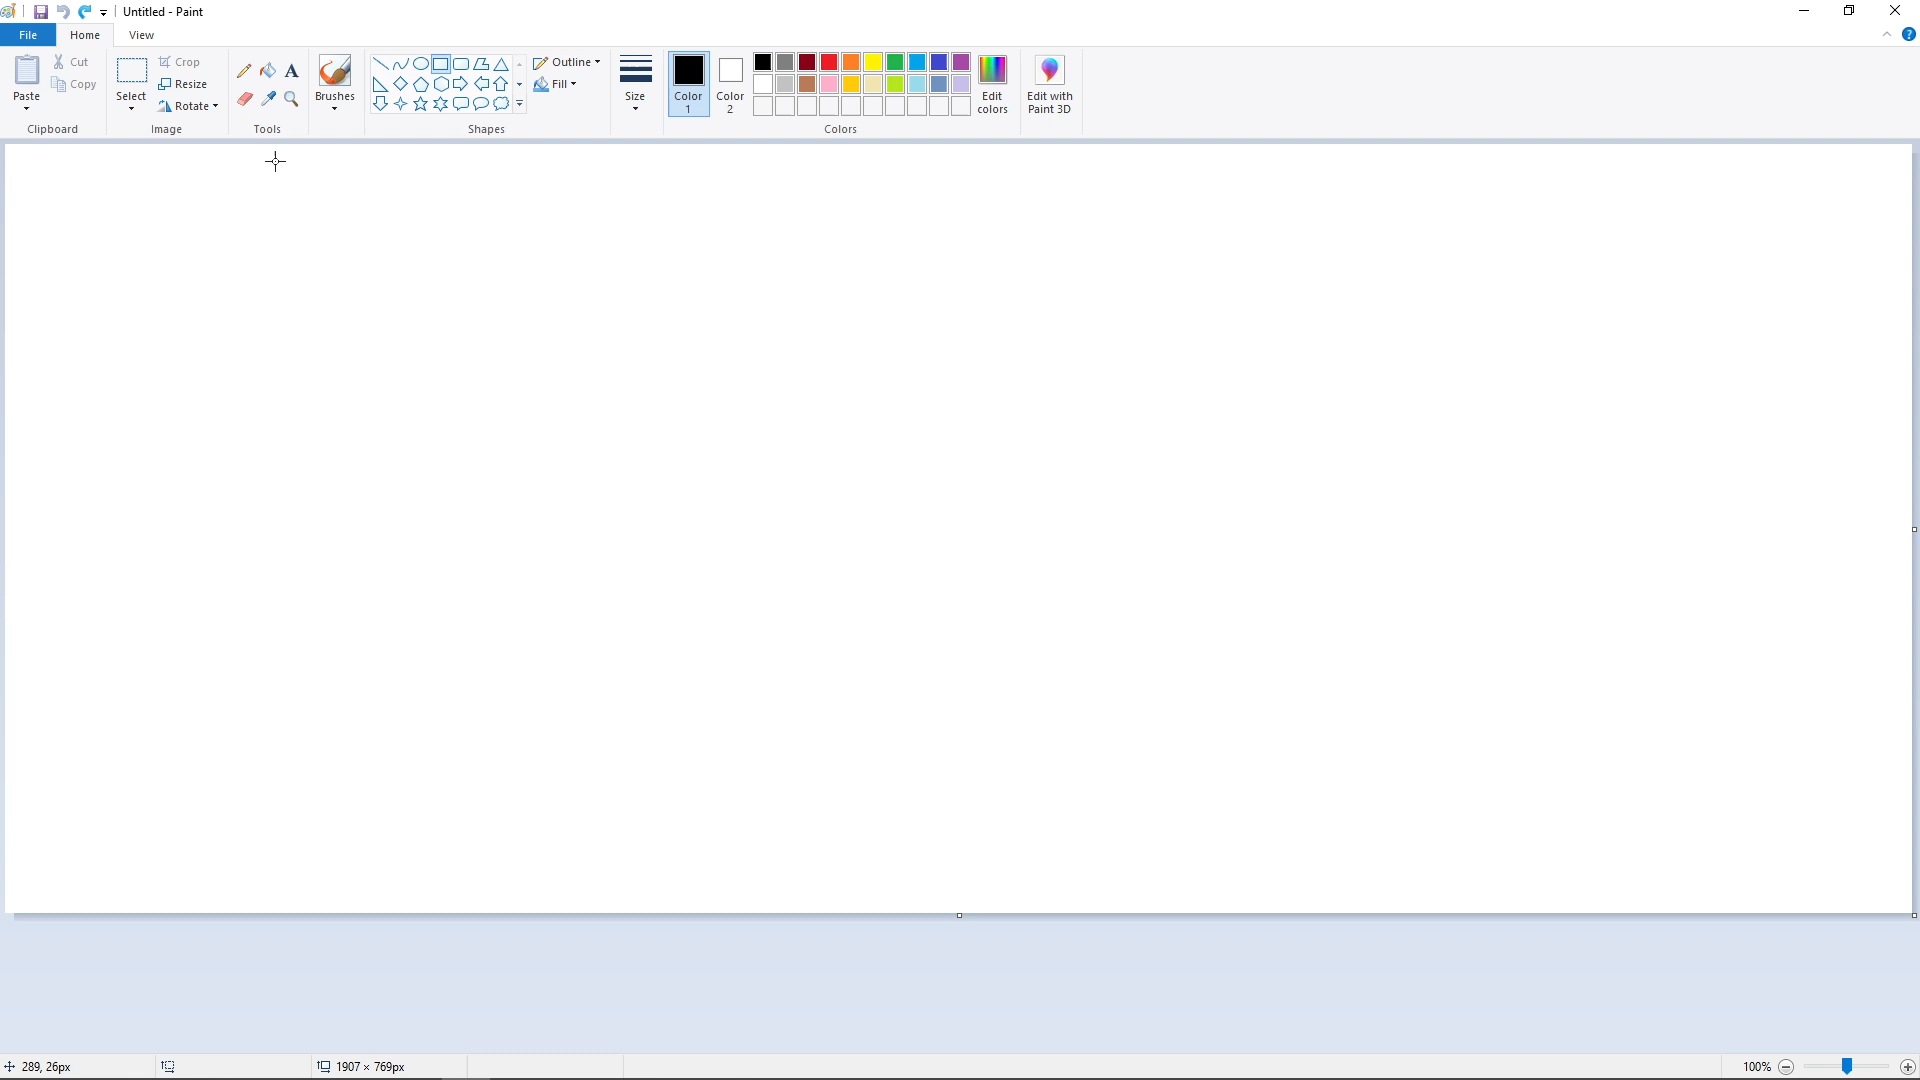 Untitled - Paint
File Home View
Paste
Cut
Copy
Clipboard
Select
Crop
Resize
Rotate
Image
A
Tools
Brushes
Outline
Fill
Shapes
Size
Color 1
Color 2
Edit colors
Colors
Edit with Paint 3D
289, 26px
1907 × 769px
100%